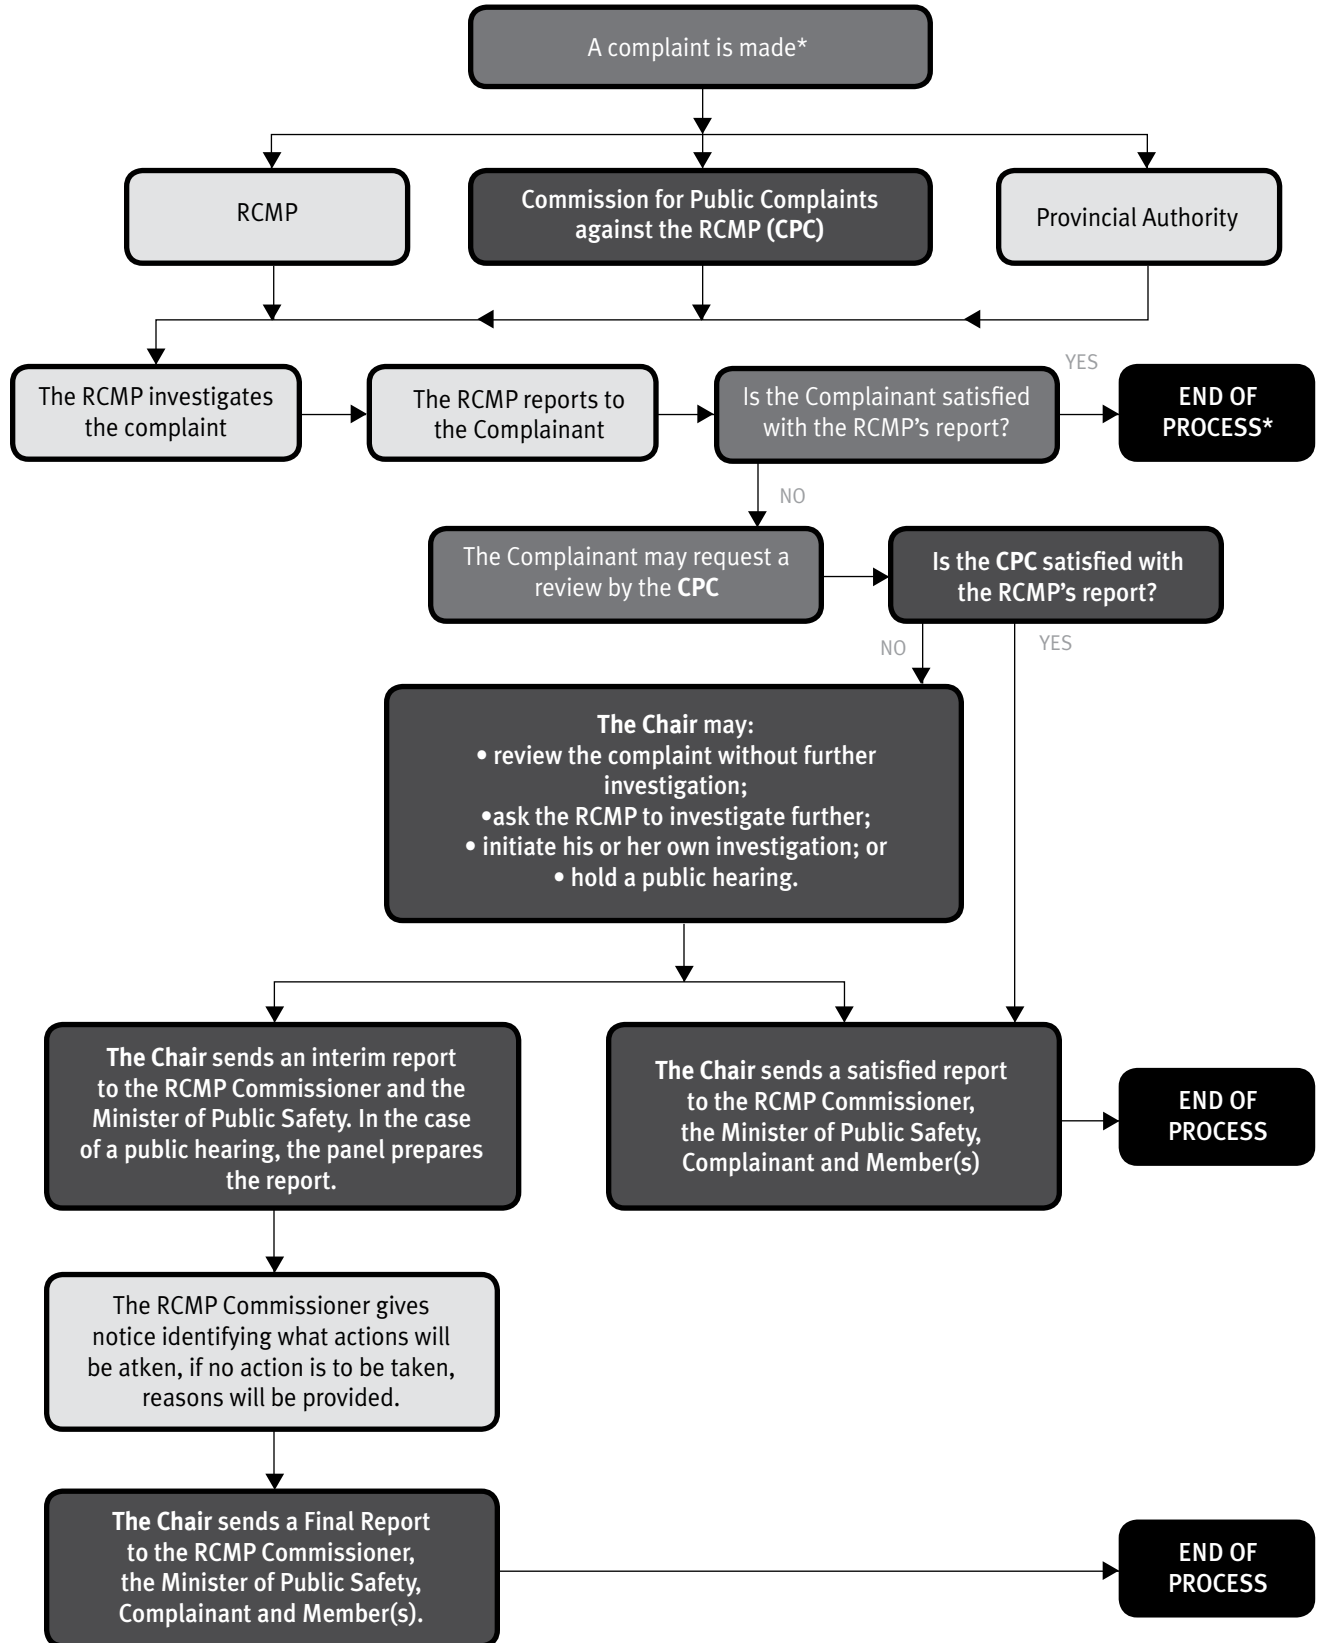 A complaint is made*
RCMP
Commission for Public Complaints
against the RCMP (CPC)
Provincial Authority
The RCMP investigates
the complaint
The RCMP reports to
the Complainant
Is the Complainant satisfied
with the RCMP's report?
YES
END OF
PROCESS*
NO
The Complainant may request a
review by the CPC
Is the CPC satisfied with
the RCMP's report?
NO
YES
The Chair may:
• review the complaint without further
investigation;
•ask the RCMP to investigate further;
• initiate his or her own investigation; or
• hold a public hearing.
The Chair sends an interim report
to the RCMP Commissioner and the
Minister of Public Safety. In the case
of a public hearing, the panel prepares
the report.
The Chair sends a satisfied report
to the RCMP Commissioner,
the Minister of Public Safety,
Complainant and Member(s)
END OF
PROCESS
The RCMP Commissioner gives
notice identifying what actions will
be atken, if no action is to be taken,
reasons will be provided.
The Chair sends a Final Report
to the RCMP Commissioner,
the Minister of Public Safety,
Complainant and Member(s).
END OF
PROCESS